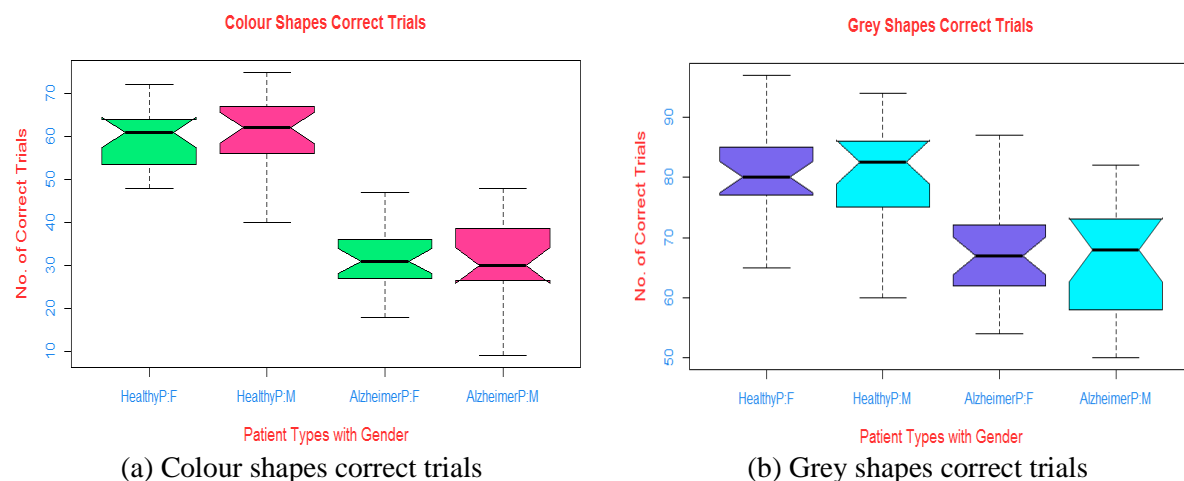 Colour Shapes Correct Trials
No. of Correct Trials
70
60
50
40
30
20
10
HealthyP:F HealthyP:M AlzheimerP:F AlzheimerP:M
Patient Types with Gender
(a) Colour shapes correct trials
Grey Shapes Correct Trials
No. of Correct Trials
90
80
70
60
50
HealthyP:F HealthyP:M AlzheimerP:F AlzheimerP:M
Patient Types with Gender
(b) Grey shapes correct trials